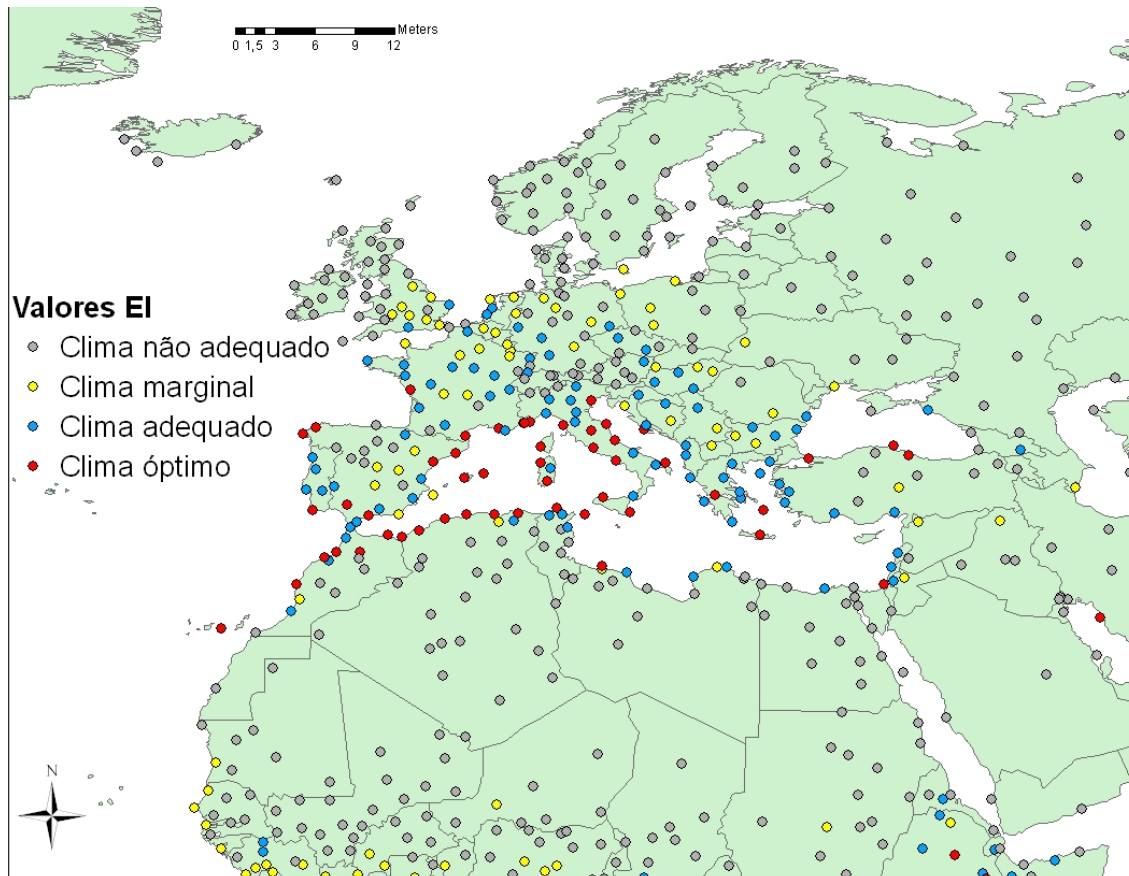 Meters
0 1,5 3 6 9 12
Valores EI
Clima não adequado
Clima marginal
Clima adequado
Clima óptimo
N